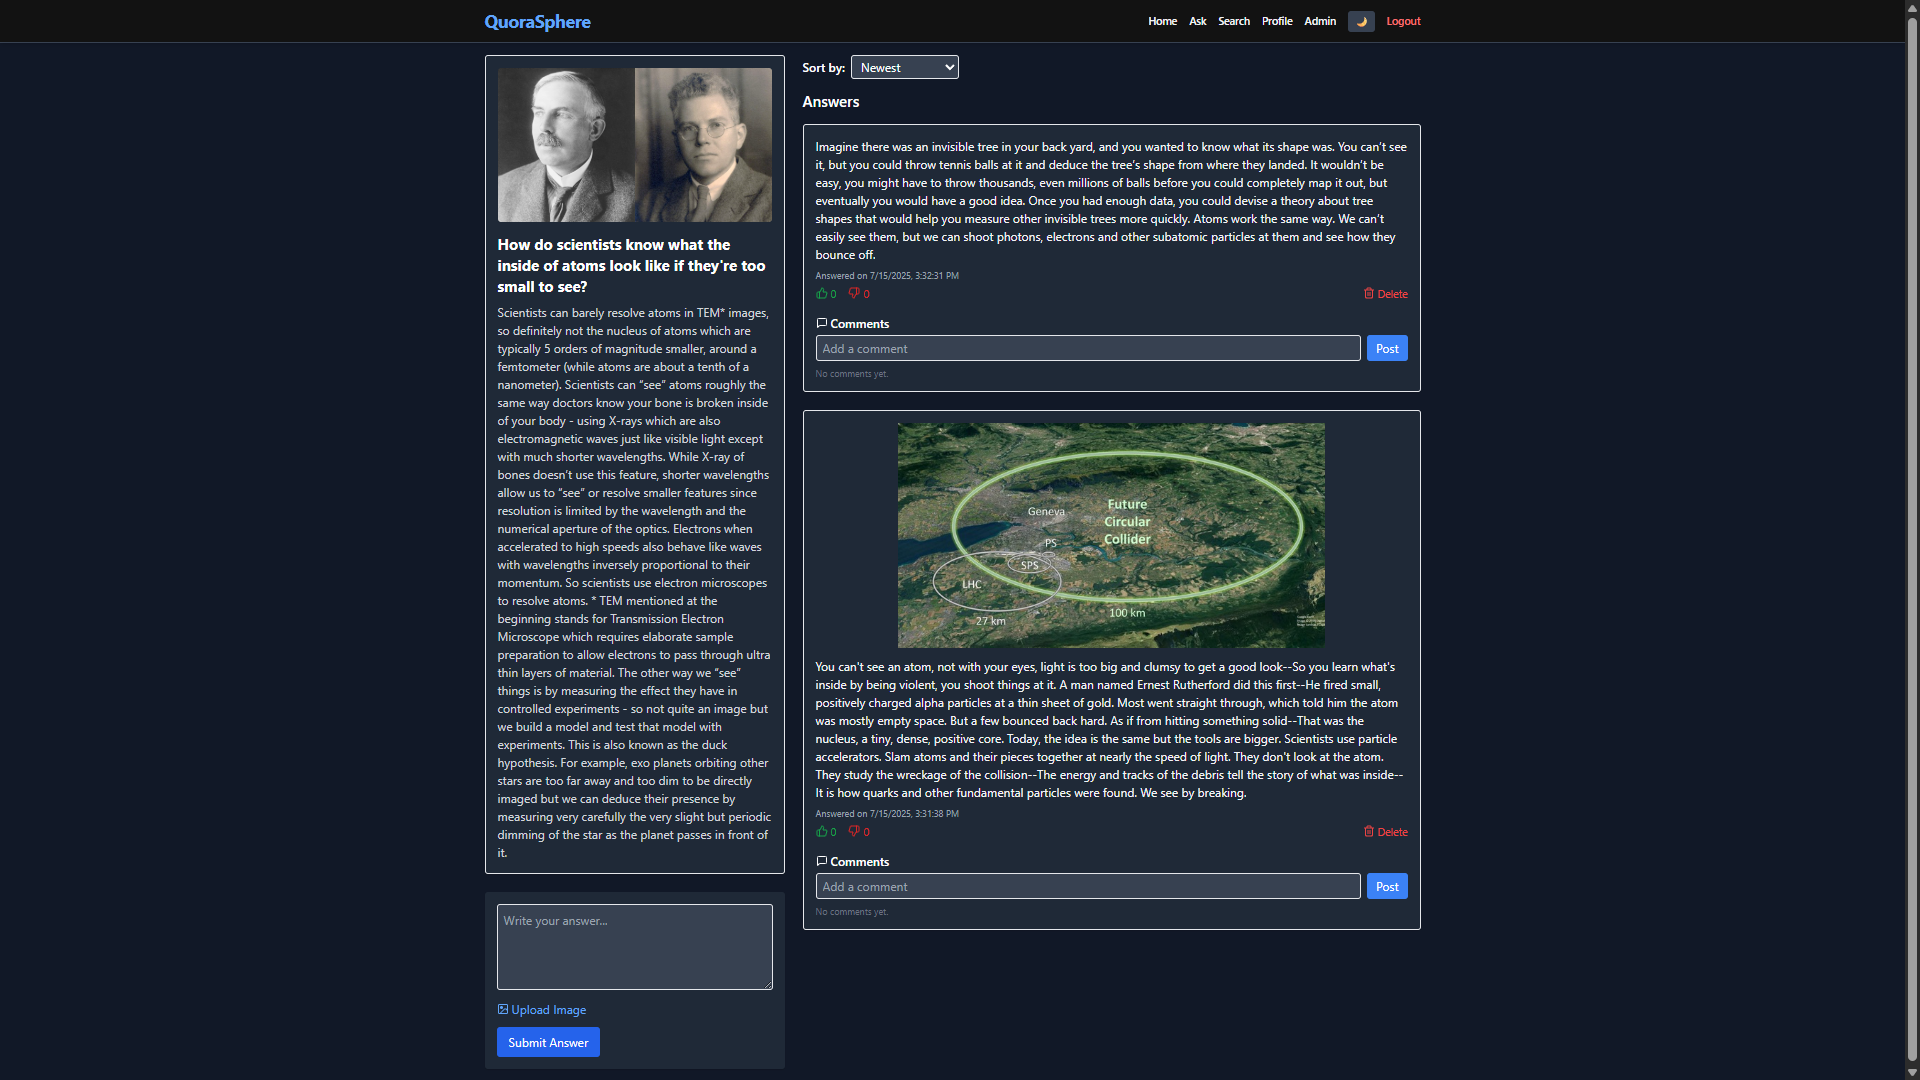 QuoraSphere
Home Ask Search Profile Admin Logout
How do scientists know what the
inside of atoms look like if they're too
small to see?
Scientists can barely resolve atoms in TEM* images,
so definitely not the nucleus of atoms which are
typically 5 orders of magnitude smaller, around a
femtometer (while atoms are about a tenth of a
nanometer). Scientists can “see” atoms roughly the
same way doctors know your bone is broken inside
of your body - using X-rays which are also
electromagnetic waves just like visible light except
with much shorter wavelengths. While X-ray of
bones doesn’t use this feature, shorter wavelengths
allow us to “see” or resolve smaller features since
resolution is limited by the wavelength and the
numerical aperture of the optics. Electrons when
accelerated to high speeds also behave like waves
with wavelengths inversely proportional to their
momentum. So scientists use electron microscopes
to resolve atoms. * TEM mentioned at the
beginning stands for Transmission Electron
Microscope which requires elaborate sample
preparation to allow electrons to pass through ultra
thin layers of material. The other way we “see”
things is by measuring the effect they have in
controlled experiments - so not quite an image but
we build a model and test that model with
experiments. This is also known as the duck
hypothesis. For example, exo planets orbiting other
stars are too far away and too dim to be directly
imaged but we can deduce their presence by
measuring very carefully the very slight but periodic
dimming of the star as the planet passes in front of
it.
Write your answer...
Upload Image
Submit Answer
Sort by: Newest
Answers
Imagine there was an invisible tree in your back yard, and you wanted to know what its shape was. You can’t see
it, but you could throw tennis balls at it and deduce the tree’s shape from where they landed. It wouldn’t be
easy, you might have to throw thousands, even millions of balls before you could completely map it out, but
eventually you would have a good idea. Once you had enough data, you could devise a theory about tree
shapes that would help you measure other invisible trees more quickly. Atoms work the same way. We can’t
easily see them, but we can shoot photons, electrons and other subatomic particles at them and see how they
bounce off.
Answered on 7/15/2025, 3:32:31 PM
0 0 Delete
Comments
Add a comment Post
No comments yet.
Future
Circular
Collider
Geneva
PS
SPS
LHC
27 km
100 km
You can't see an atom, not with your eyes, light is too big and clumsy to get a good look--So you learn what's
inside by being violent, you shoot things at it. A man named Ernest Rutherford did this first--He fired small,
positively charged alpha particles at a thin sheet of gold. Most went straight through, which told him the atom
was mostly empty space. But a few bounced back hard. As if from hitting something solid--That was the
nucleus, a tiny, dense, positive core. Today, the idea is the same but the tools are bigger. Scientists use particle
accelerators. Slam atoms and their pieces together at nearly the speed of light. They don't look at the atom.
They study the wreckage of the collision--The energy and tracks of the debris tell the story of what was inside--
It is how quarks and other fundamental particles were found. We see by breaking.
Answered on 7/15/2025, 3:31:38 PM
0 0 Delete
Comments
Add a comment Post
No comments yet.